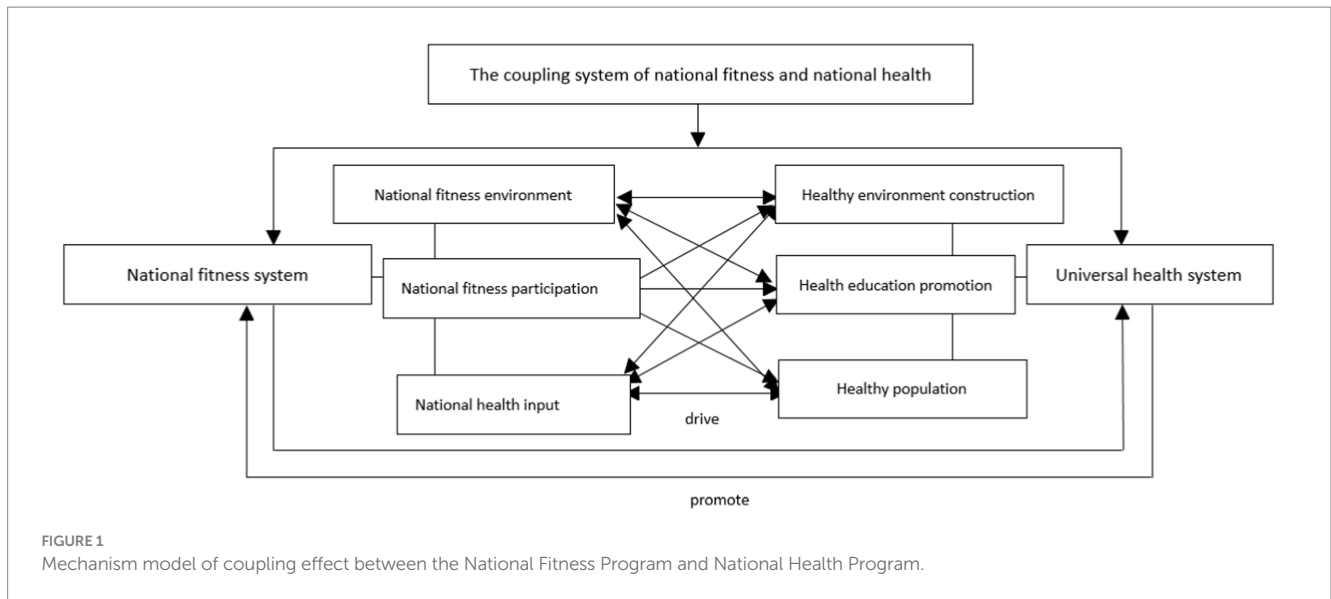 The coupling system of national fitness and national health
National fitness environment
Healthy environment construction
National fitness system
National fitness participation
Health education promotion
Universal health system
National health input
Healthy population
drive
promote
FIGURE 1
Mechanism model of coupling effect between the National Fitness Program and National Health Program.